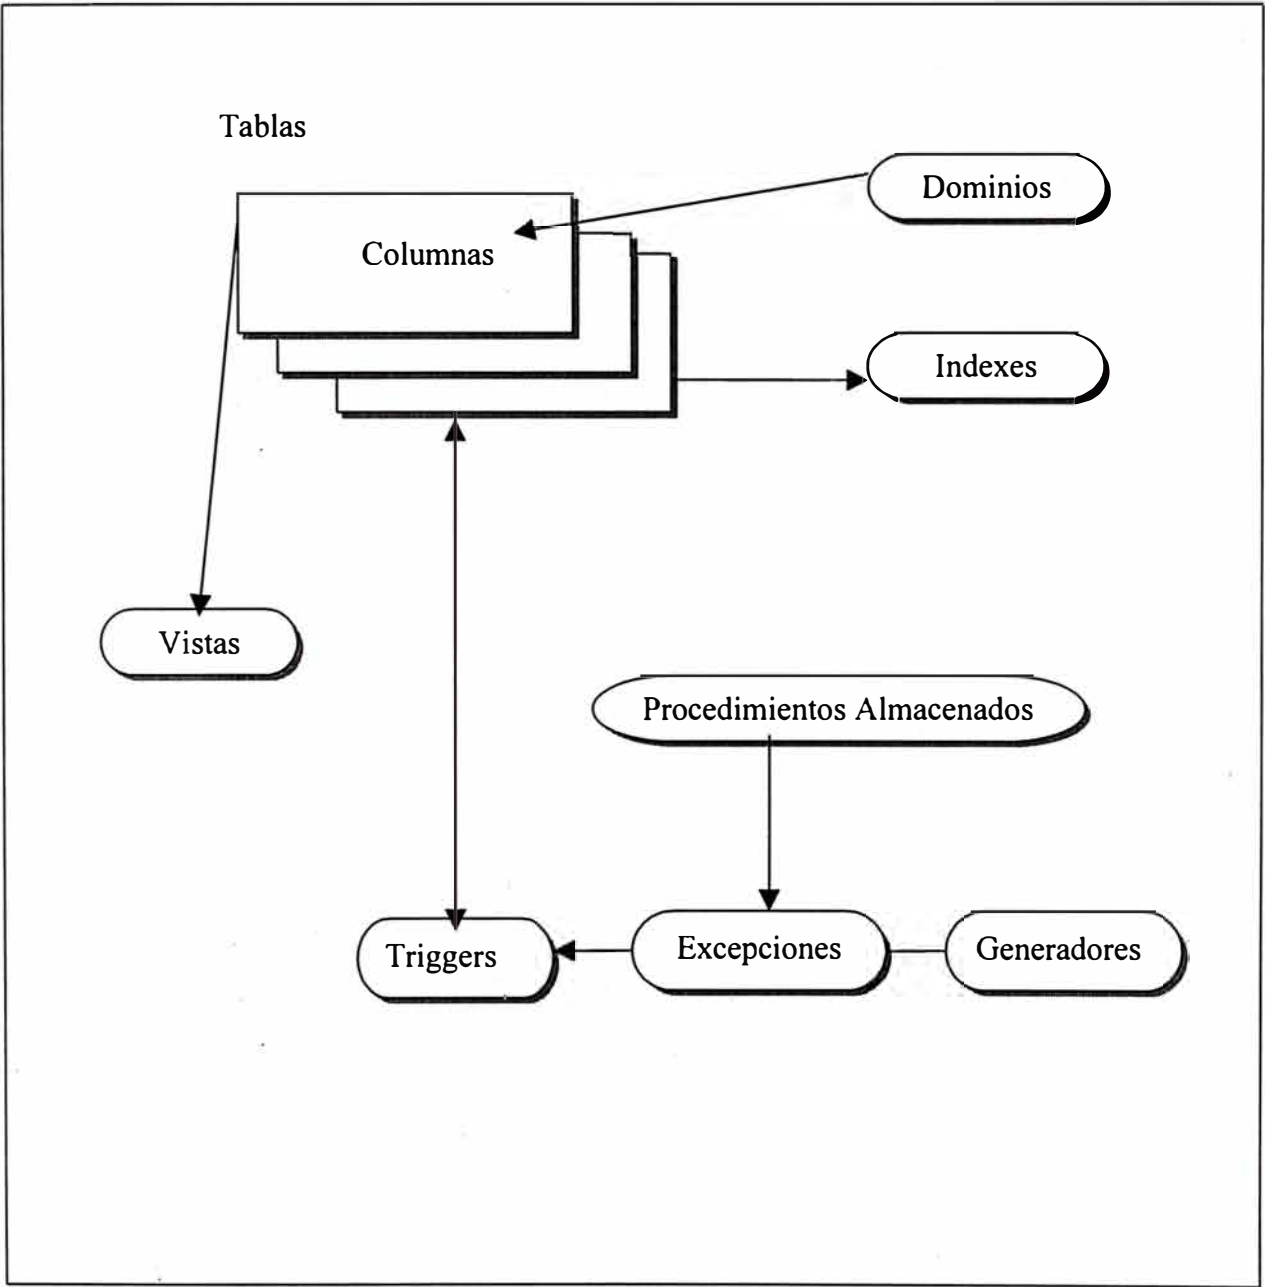 Tablas
Dominios
Columnas
Indexes
Vistas
Procedimientos Almacenados
Triggers
Excepciones
Generadores